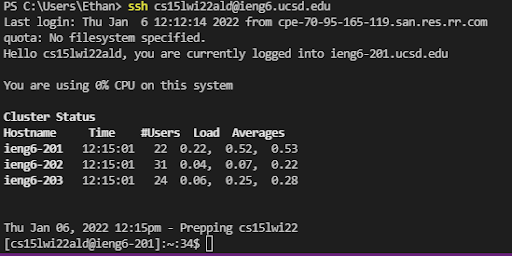 PS C:\Users\Ethan> ssh cs15lwi22ald@ieng6.ucsd.edu
Last login: Thu Jan  6 12:12:14 2022 from cpe-70-95-165-119.san.res.rr.com
quota: No filesystem specified.
Hello cs15lwi22ald, you are currently logged into ieng6-201.ucsd.edu
You are using 0% CPU on this system
Cluster Status
Hostname     Time    #Users  Load  Averages
ieng6-201   12:15:01   22  0.22,  0.52,  0.53
ieng6-202   12:15:01   31  0.04,  0.07,  0.22
ieng6-203   12:15:01   24  0.06,  0.25,  0.28
Thu Jan 06, 2022 12:15pm - Prepping cs15lwi22
[cs15lwi22ald@ieng6-201]:~:34$